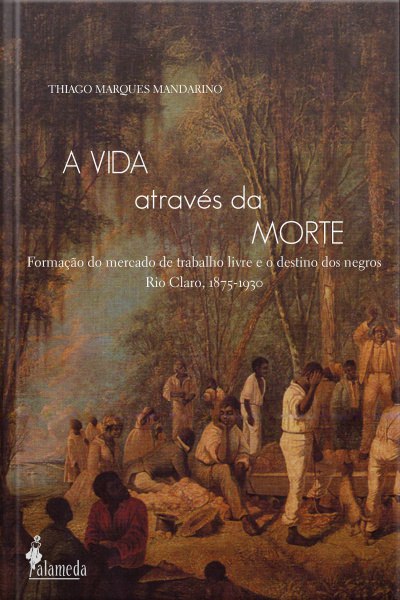 THIAGO MARQUES MANDARINO
A VIDA
através da
MORTE
Formação do mercado de trabalho livre e o destino dos negros
Rio Claro, 1875-1930
alameda